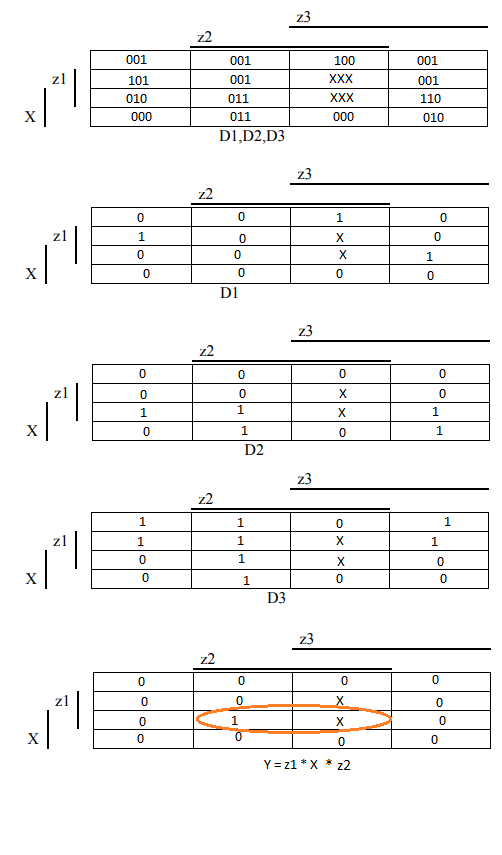 z3
z2
001 001 100 001
z1 101 001 XXX 001
010 011 XXX 110
X 000 011 000 010
D1,D2,D3
z3
z2
0 0 1 0
z1 1 0 X 0
0 0 X 1
X 0 0 0 0
D1
z3
z2
0 0 0 0
z1 0 0 X 0
1 1 X 1
X 0 1 0 1
D2
z3
z2
1 1 0 1
z1 1 1 X 1
0 1 X 0
X 0 1 0 0
D3
z3
z2
0 0 0 0
z1 0 0 X 0
0 1 X 0
X 0 0 0 0
Y = z1 * X * z2